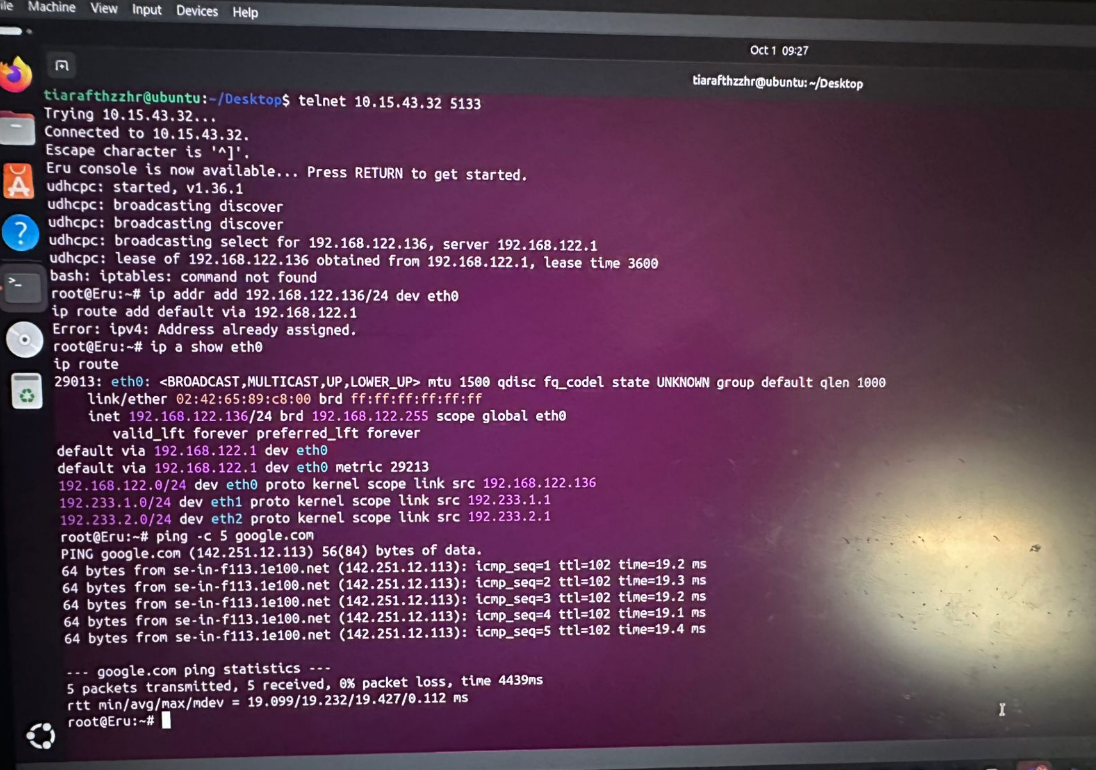 ile Machine View Input Devices Help
Oct 1 09:27
tiarafthzzhr@ubuntu: ~/Desktop
tiarafthzzhr@ubuntu:~/Desktop$ telnet 10.15.43.32 5133
Trying 10.15.43.32...
Connected to 10.15.43.32.
Escape character is '^]'.
Eru console is now available... Press RETURN to get started.
udhcpc: started, v1.36.1
udhcpc: broadcasting discover
udhcpc: broadcasting discover
udhcpc: broadcasting select for 192.168.122.136, server 192.168.122.1
udhcpc: lease of 192.168.122.136 obtained from 192.168.122.1, lease time 3600
bash: iptables: command not found
root@Eru:~# ip addr add 192.168.122.136/24 dev eth0
ip route add default via 192.168.122.1
Error: ipv4: Address already assigned.
root@Eru:~# ip a show eth0
ip route
29013: eth0: <BROADCAST,MULTICAST,UP,LOWER_UP> mtu 1500 qdisc fq_codel state UNKNOWN group default qlen 1000
link/ether 02:42:65:89:c8:00 brd ff:ff:ff:ff:ff:ff
inet 192.168.122.136/24 brd 192.168.122.255 scope global eth0
valid_lft forever preferred_lft forever
default via 192.168.122.1 dev eth0
default via 192.168.122.1 dev eth0 metric 29213
192.168.122.0/24 dev eth0 proto kernel scope link src 192.168.122.136
192.233.1.0/24 dev eth1 proto kernel scope link src 192.233.1.1
192.233.2.0/24 dev eth2 proto kernel scope link src 192.233.2.1
root@Eru:~# ping -c 5 google.com
PING google.com (142.251.12.113) 56(84) bytes of data.
64 bytes from se-in-f113.1e100.net (142.251.12.113): icmp_seq=1 ttl=102 time=19.2 ms
64 bytes from se-in-f113.1e100.net (142.251.12.113): icmp_seq=2 ttl=102 time=19.3 ms
64 bytes from se-in-f113.1e100.net (142.251.12.113): icmp_seq=3 ttl=102 time=19.2 ms
64 bytes from se-in-f113.1e100.net (142.251.12.113): icmp_seq=4 ttl=102 time=19.1 ms
64 bytes from se-in-f113.1e100.net (142.251.12.113): icmp_seq=5 ttl=102 time=19.4 ms
--- google.com ping statistics ---
5 packets transmitted, 5 received, 0% packet loss, time 4439ms
rtt min/avg/max/mdev = 19.099/19.232/19.427/0.112 ms
root@Eru:~#